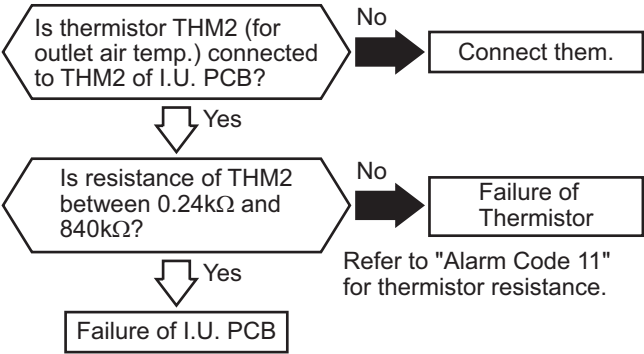 Is thermistor THM2 (for
outlet air temp.) connected
to THM2 of I.U. PCB?
No
Connect them.
Yes
Is resistance of THM2
between 0.24kΩ and
840kΩ?
No
Failure of
Thermistor
Refer to "Alarm Code 11"
for thermistor resistance.
Yes
Failure of I.U. PCB